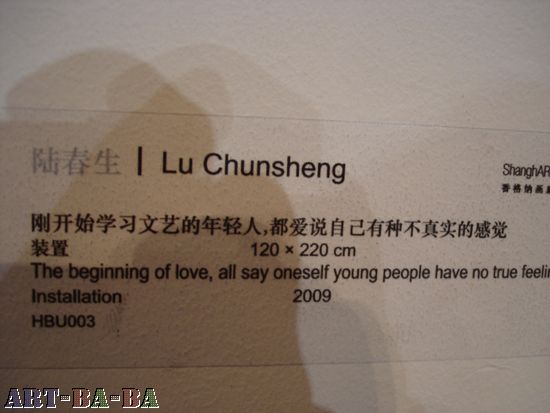 陆春生 | Lu Chunsheng
ShanghAR
香格纳画廊
刚开始学习文艺的年轻人,都爱说自己有种不真实的感觉
装置 120 × 220 cm
The beginning of love, all say oneself young people have no true feelin
Installation 2009
HBU003
ART-BA-BA